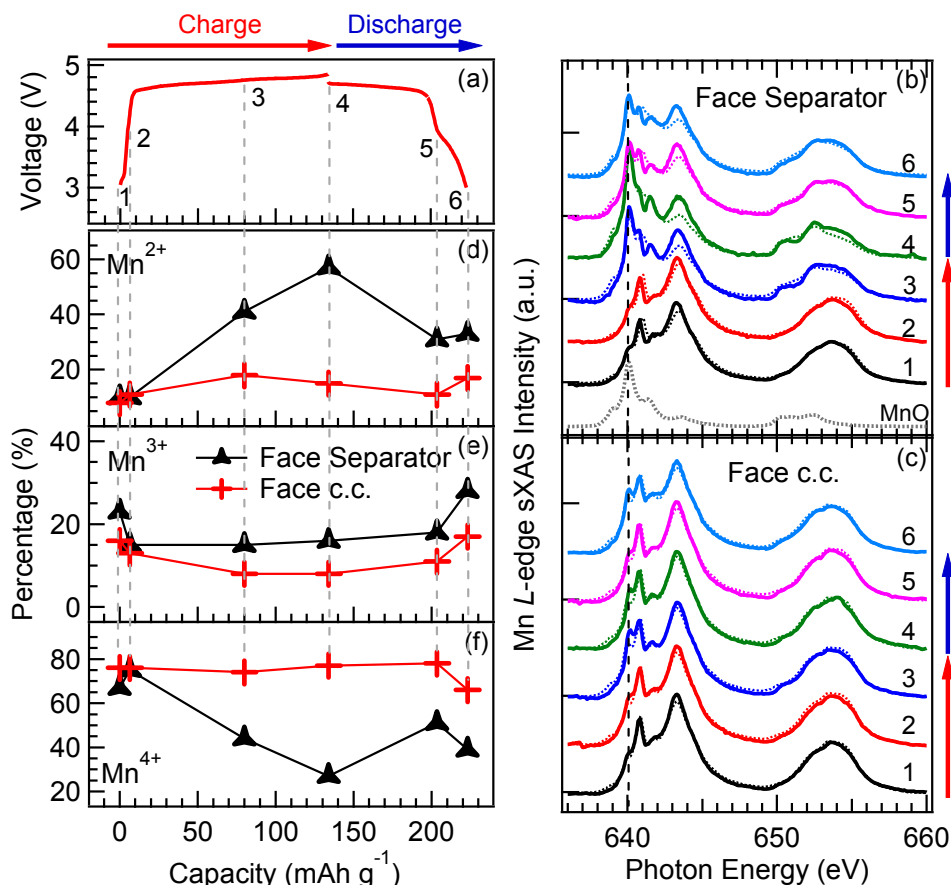 Charge
Discharge
(a)
Voltage (V)
5
4
3
1
2
3
4
5
6
(d)
Mn2+
60
40
20
(e)
Mn3+
Face Separator
Face c.c.
Percentage (%)
40
20
0
(f)
Mn4+
80
60
40
20
0
50
100
150
200
Capacity (mAh g-1)
(b)
Face Separator
6
5
4
3
2
1
MnO
Mn L-edge sXAS Intensity (a.u.)
(c)
Face c.c.
6
5
4
3
2
1
640
650
660
Photon Energy (eV)